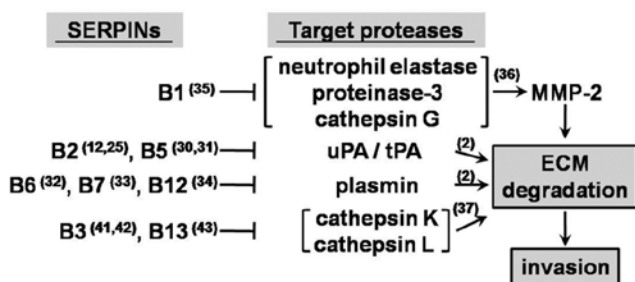 SERPINs Target proteases
neutrophil elastase
B1 (35) proteinase-3 (36) MMP-2
cathepsin G
B2 (12,25), B5 (30,31) uPA / tPA (2) ECM
B6 (32), B7 (33), B12 (34) plasmin (2) degradation
B3 (41,42), B13 (43) cathepsin K (37)
cathepsin L
invasion